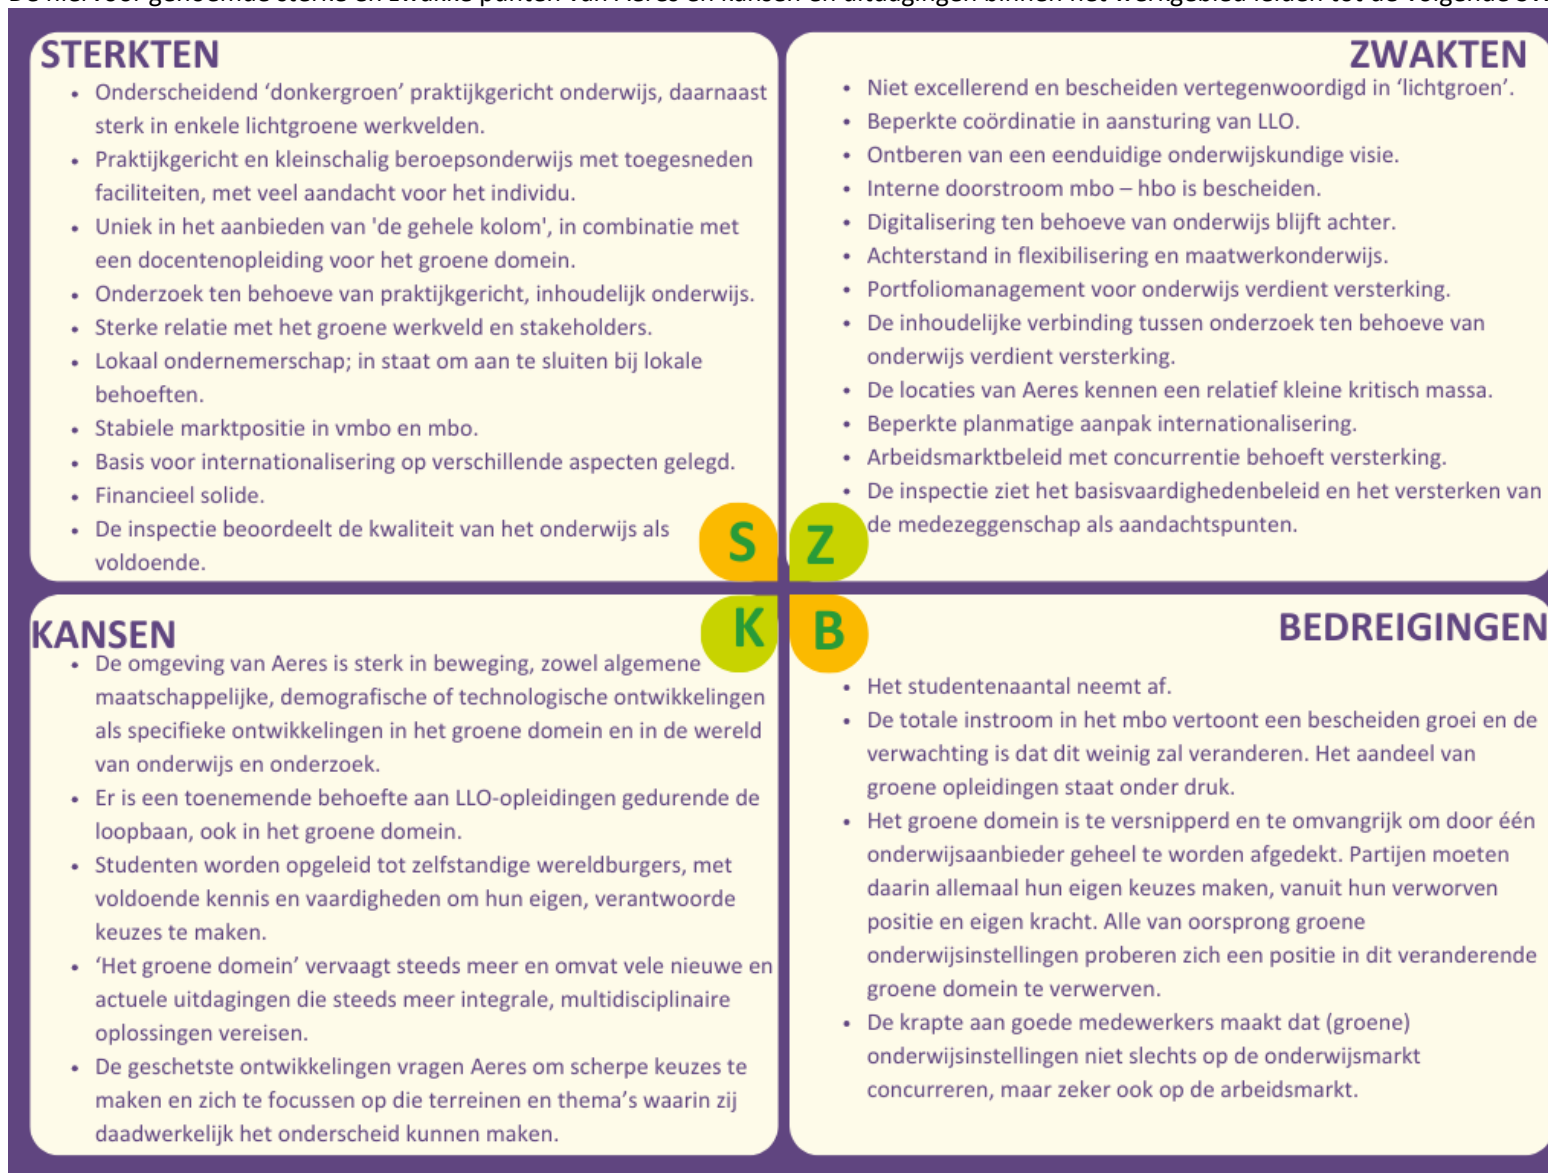 De hiervoor genoemde sterke en zwakke punten van Aeres en kansen en uitdagingen binnen het werkgebied leiden tot de volgende
STERKTEN
• Onderscheidend ‘donkergroen’ praktijkgericht onderwijs, daarnaast
sterk in enkele lichtgroene werkvelden.
• Praktijkgericht en kleinschalig beroepsonderwijs met toegesneden
faciliteiten, met veel aandacht voor het individu.
• Uniek in het aanbieden van 'de gehele kolom', in combinatie met
een docentenopleiding voor het groene domein.
• Onderzoek ten behoeve van praktijkgericht, inhoudelijk onderwijs.
• Sterke relatie met het groene werkveld en stakeholders.
• Lokaal ondernemerschap; in staat om aan te sluiten bij lokale
behoeften.
• Stabiele marktpositie in vmbo en mbo.
• Basis voor internationalisering op verschillende aspecten gelegd.
• Financieel solide.
• De inspectie beoordeelt de kwaliteit van het onderwijs als
voldoende.
S
ZWAKTEN
• Niet excellerend en bescheiden vertegenwoordigd in ‘lichtgroen’.
• Beperkte coördinatie in aansturing van LLO.
• Ontberen van een eenduidige onderwijskundige visie.
• Interne doorstroom mbo – hbo is bescheiden.
• Digitalisering ten behoeve van onderwijs blijft achter.
• Achterstand in flexibilisering en maatwerkonderwijs.
• Portfoliomanagement voor onderwijs verdient versterking.
• De inhoudelijke verbinding tussen onderzoek ten behoeve van
onderwijs verdient versterking.
• De locaties van Aeres kennen een relatief kleine kritisch massa.
• Beperkte planmatige aanpak internationalisering.
• Arbeidsmarktbeleid met concurrentie behoeft versterking.
• De inspectie ziet het basisvaardighedenbeleid en het versterken van
de medezeggenschap als aandachtspunten.
Z
KANSEN
K
• De omgeving van Aeres is sterk in beweging, zowel algemene
maatschappelijke, demografische of technologische ontwikkelingen
als specifieke ontwikkelingen in het groene domein en in de wereld
van onderwijs en onderzoek.
• Er is een toenemende behoefte aan LLO-opleidingen gedurende de
loopbaan, ook in het groene domein.
• Studenten worden opgeleid tot zelfstandige wereldburgers, met
voldoende kennis en vaardigheden om hun eigen, verantwoorde
keuzes te maken.
• ‘Het groene domein’ vervaagt steeds meer en omvat vele nieuwe en
actuele uitdagingen die steeds meer integrale, multidisciplinaire
oplossingen vereisen.
• De geschetste ontwikkelingen vragen Aeres om scherpe keuzes te
maken en zich te focussen op die terreinen en thema’s waarin zij
daadwerkelijk het onderscheid kunnen maken.
B
BEDREIGINGEN
• Het studentenaantal neemt af.
• De totale instroom in het mbo vertoont een bescheiden groei en de
verwachting is dat dit weinig zal veranderen. Het aandeel van
groene opleidingen staat onder druk.
• Het groene domein is te versnipperd en te omvangrijk om door één
onderwijsaanbieder geheel te worden afgedekt. Partijen moeten
daarin allemaal hun eigen keuzes maken, vanuit hun verworven
positie en eigen kracht. Alle van oorsprong groene
onderwijsinstellingen proberen zich een positie in dit veranderende
groene domein te verwerven.
• De krapte aan goede medewerkers maakt dat (groene)
onderwijsinstellingen niet slechts op de onderwijsmarkt
concurreren, maar zeker ook op de arbeidsmarkt.